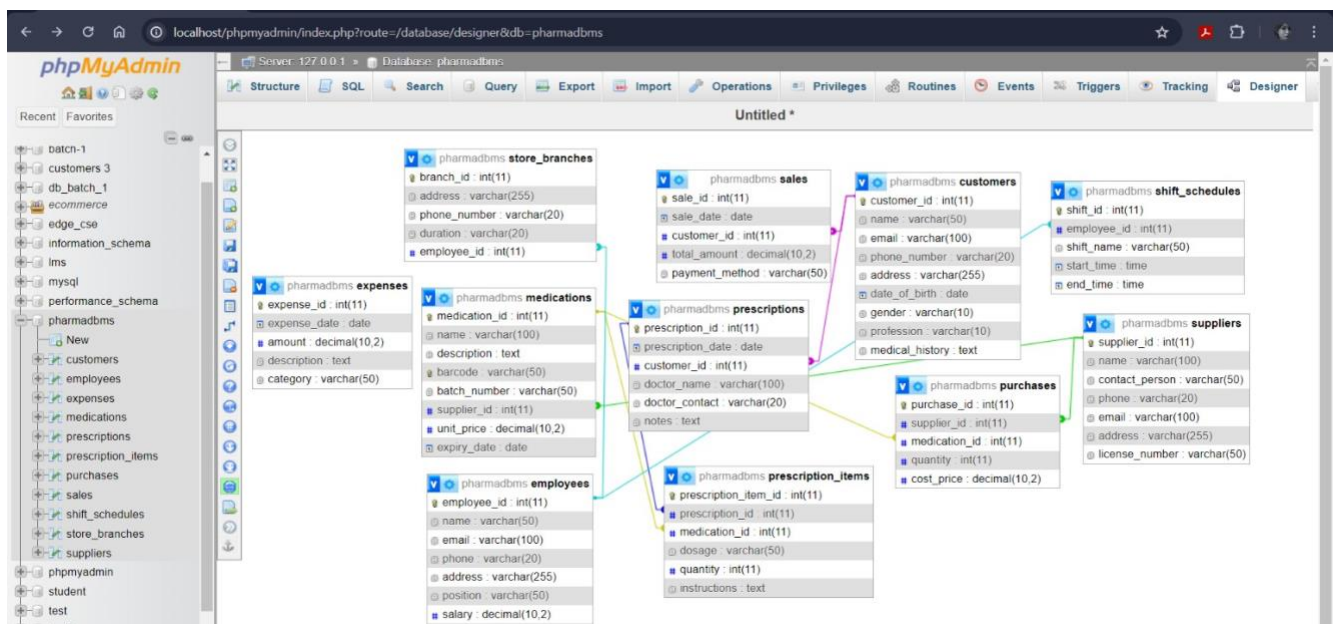 localhost/phpmyadmin/index.php?route=/database/designer&db=pharmadbms
phpMyAdmin
Recent Favorites
batch-1
customers 3
db_batch_1
ecommerce
edge_cse
information_schema
lms
mysql
performance_schema
pharmadbms
New
customers
employees
expenses
medications
prescriptions
prescription_items
purchases
sales
shift_schedules
store_branches
suppliers
phpmyadmin
student
test
Server: 127.0.0.1 » Database: pharmadbms
Structure SQL Search Query Export Import Operations Privileges Routines Events Triggers Tracking Designer
Untitled *
pharmadbms store_branches
branch_id : int(11)
address : varchar(255)
phone_number : varchar(20)
duration : varchar(20)
employee_id : int(11)
pharmadbms sales
sale_id : int(11)
sale_date : date
customer_id : int(11)
total_amount : decimal(10,2)
payment_method : varchar(50)
pharmadbms customers
customer_id : int(11)
name : varchar(50)
email : varchar(100)
phone_number : varchar(20)
address : varchar(255)
date_of_birth : date
gender : varchar(10)
profession : varchar(10)
medical_history : text
pharmadbms shift_schedules
shift_id : int(11)
employee_id : int(11)
shift_name : varchar(50)
start_time : time
end_time : time
pharmadbms expenses
expense_id : int(11)
expense_date : date
amount : decimal(10,2)
description : text
category : varchar(50)
pharmadbms medications
medication_id : int(11)
name : varchar(100)
description : text
barcode : varchar(50)
batch_number : varchar(50)
supplier_id : int(11)
unit_price : decimal(10,2)
expiry_date : date
pharmadbms prescriptions
prescription_id : int(11)
prescription_date : date
customer_id : int(11)
doctor_name : varchar(100)
doctor_contact : varchar(20)
notes : text
pharmadbms suppliers
supplier_id : int(11)
name : varchar(100)
contact_person : varchar(50)
phone : varchar(20)
email : varchar(100)
address : varchar(255)
license_number : varchar(50)
pharmadbms purchases
purchase_id : int(11)
supplier_id : int(11)
medication_id : int(11)
quantity : int(11)
cost_price : decimal(10,2)
pharmadbms employees
employee_id : int(11)
name : varchar(50)
email : varchar(100)
phone : varchar(20)
address : varchar(255)
position : varchar(50)
salary : decimal(10,2)
pharmadbms prescription_items
prescription_item_id : int(11)
prescription_id : int(11)
medication_id : int(11)
dosage : varchar(50)
quantity : int(11)
instructions : text